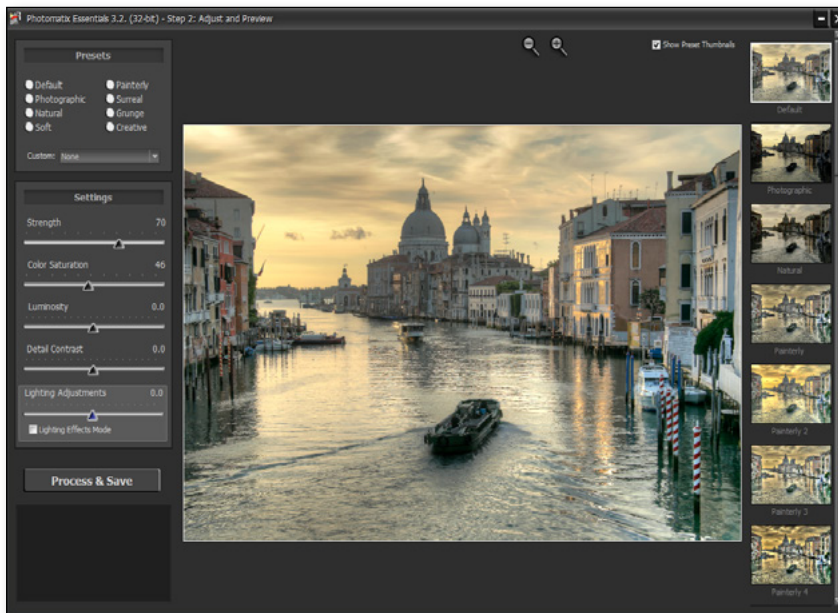 Photomatix Essentials 3.2. (32-bit) - Step 2: Adjust and Preview
Presets
Default
Painterly
Photographic
Surreal
Natural
Grunge
Soft
Creative
Custom: None
Settings
Strength 70
Color Saturation 46
Luminosity 0.0
Detail Contrast 0.0
Lighting Adjustments 0.0
Lighting Effects Mode
Process & Save
Show Preset Thumbnails
Default
Photographic
Natural
Painterly
Painterly 2
Painterly 3
Painterly 4